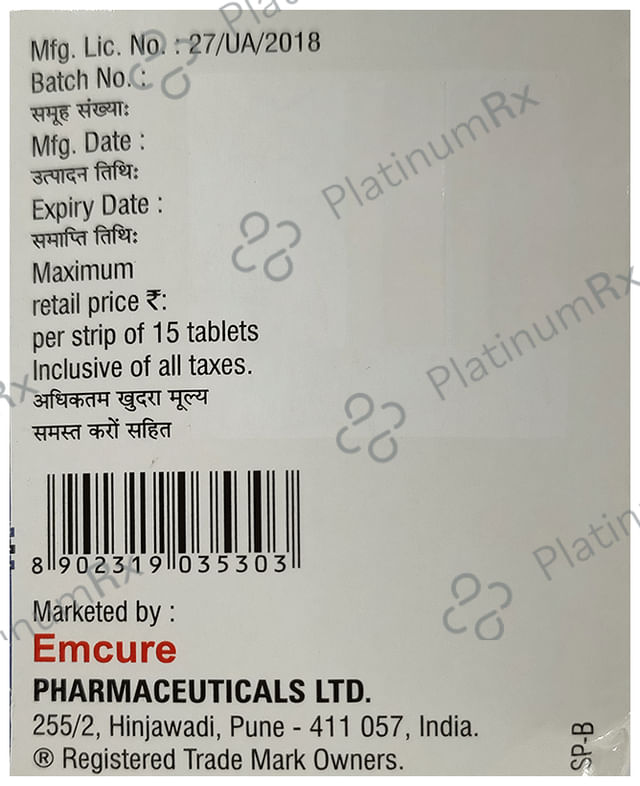 Mfg. Lic. No. : 27/UA/2018
Batch No. :
समूह संख्याः
Mfg. Date :
उत्पादन तिथिः
Expiry Date :
समाप्ति तिथिः
Maximum
retail price ₹:
per strip of 15 tablets
Inclusive of all taxes.
अधिकतम खुदरा मूल्य
समस्त करों सहित
8 902319 035303
Marketed by :
Emcure
PHARMACEUTICALS LTD.
255/2, Hinjawadi, Pune - 411 057, India.
® Registered Trade Mark Owners.
SP-B
PlatinumRx
PlatinumRx